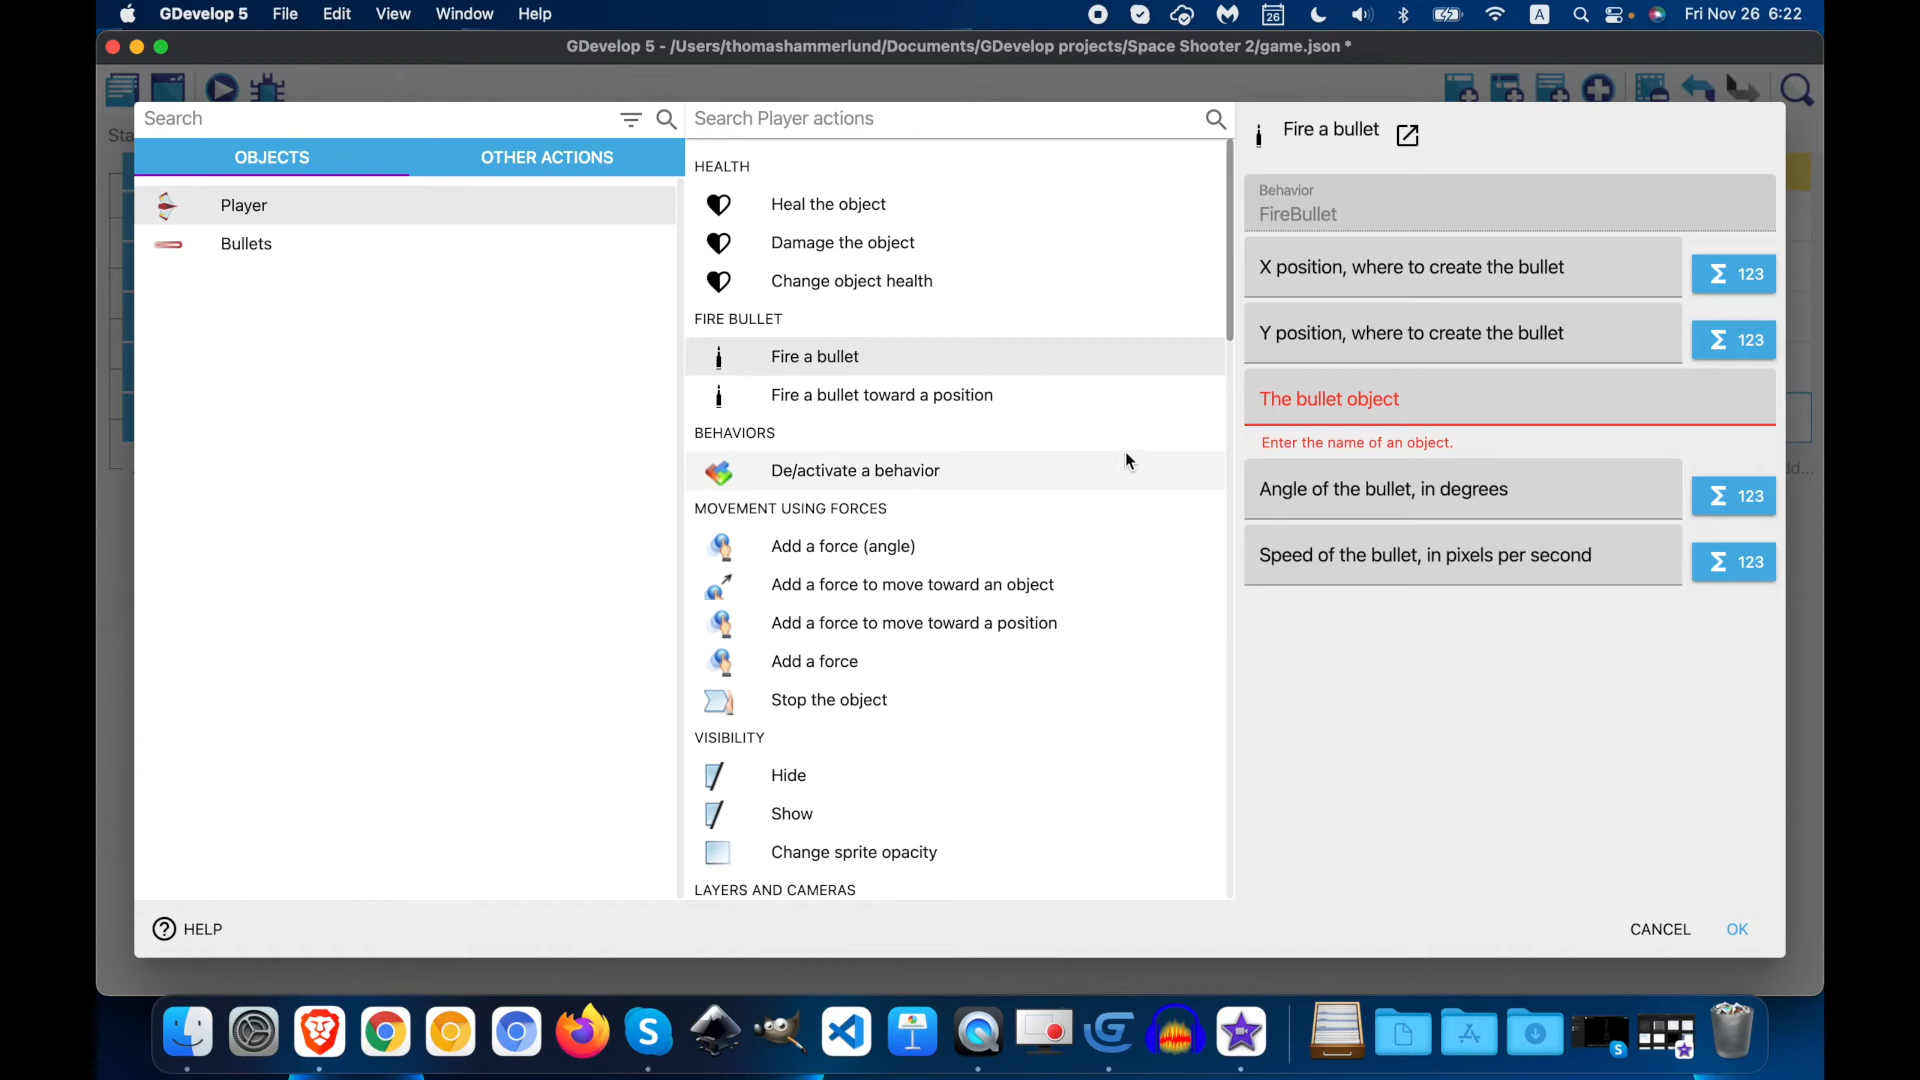 GDevelop 5 File Edit View Window Help 26 A Fri Nov 26 6:22
GDevelop 5 - /Users/thomashammerlund/Documents/GDevelop projects/Space Shooter 2/game.json *
Sta
Search
Search Player actions
OBJECTS
OTHER ACTIONS
Player
Bullets
HEALTH
Heal the object
Damage the object
Change object health
FIRE BULLET
Fire a bullet
Fire a bullet toward a position
BEHAVIORS
De/activate a behavior
MOVEMENT USING FORCES
Add a force (angle)
Add a force to move toward an object
Add a force to move toward a position
Add a force
Stop the object
VISIBILITY
Hide
Show
Change sprite opacity
LAYERS AND CAMERAS
Fire a bullet
Behavior
FireBullet
X position, where to create the bullet
Σ 123
Y position, where to create the bullet
Σ 123
The bullet object
Enter the name of an object.
dd...
Angle of the bullet, in degrees
Σ 123
Speed of the bullet, in pixels per second
Σ 123
? HELP
CANCEL
OK